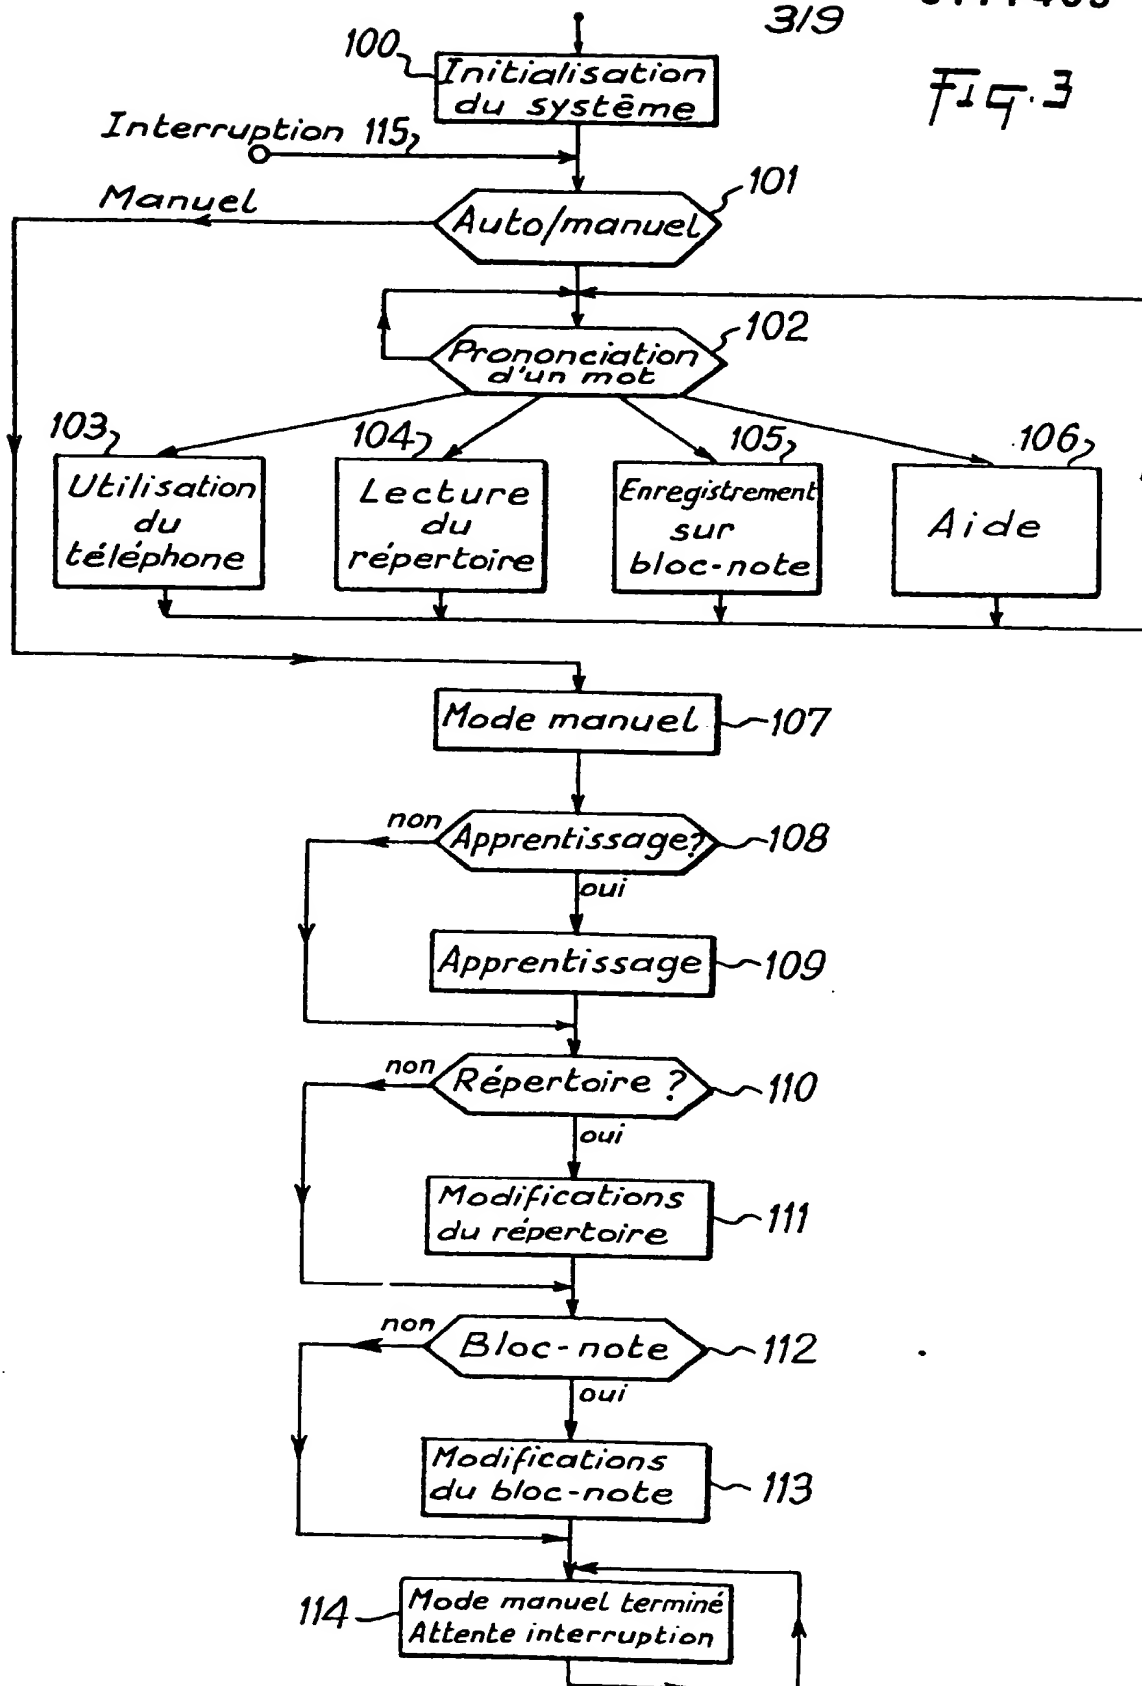 3/9
Fig. 3
100
Initialisation
du système
Interruption 115
Manuel
101
Auto/manuel
102
Prononciation
d'un mot
103
104
105
106
Utilisation
du
téléphone
Lecture
du
répertoire
Enregistrement
sur
bloc-note
Aide
Mode manuel
107
non
Apprentissage?
108
oui
Apprentissage
109
non
Répertoire ?
110
oui
Modifications
du répertoire
111
non
Bloc-note
112
oui
Modifications
du bloc-note
113
114
Mode manuel terminé
Attente interruption